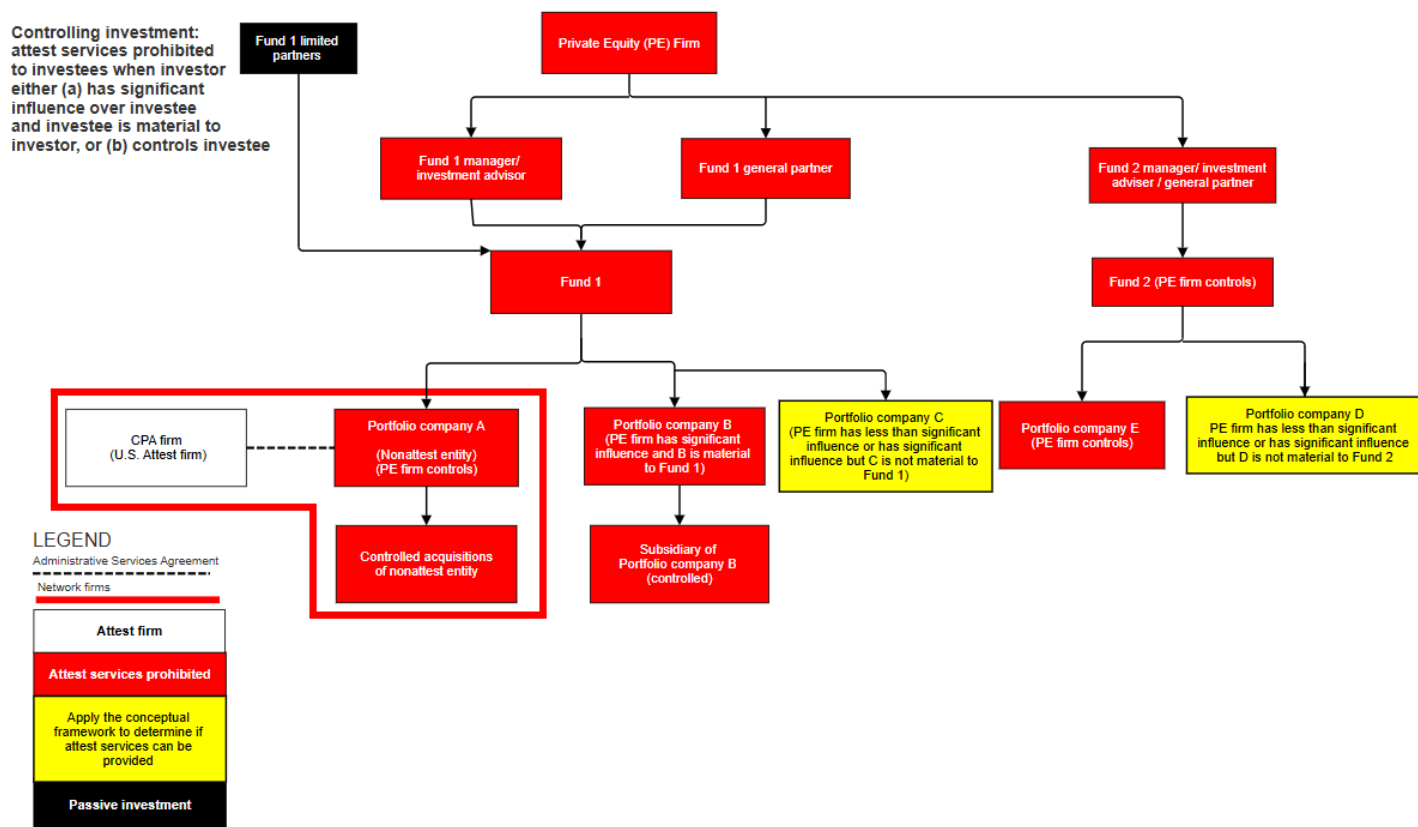 Controlling investment:
attest services prohibited
to investees when investor
either (a) has significant
influence over investee
and investee is material to
investor, or (b) controls investee
Fund 1 limited
partners
Private Equity (PE) Firm
Fund 1 manager/
investment advisor
Fund 1 general partner
Fund 2 manager/ investment
adviser / general partner
Fund 1
Fund 2 (PE firm controls)
CPA firm
(U.S. Attest firm)
Portfolio company A
(Nonattest entity)
(PE firm controls)
Portfolio company B
(PE firm has significant
influence and B is material
to Fund 1)
Portfolio company C
(PE firm has less than significant
influence or has significant
influence but C is not material to
Fund 1)
Portfolio company E
(PE firm controls)
Portfolio company D
PE firm has less than significant
influence or has significant influence
but D is not material to Fund 2
Controlled acquisitions
of nonattest entity
Subsidiary of
Portfolio company B
(controlled)
LEGEND
Administrative Services Agreement
Network firms
Attest firm
Attest services prohibited
Apply the conceptual
framework to determine if
attest services can be
provided
Passive investment